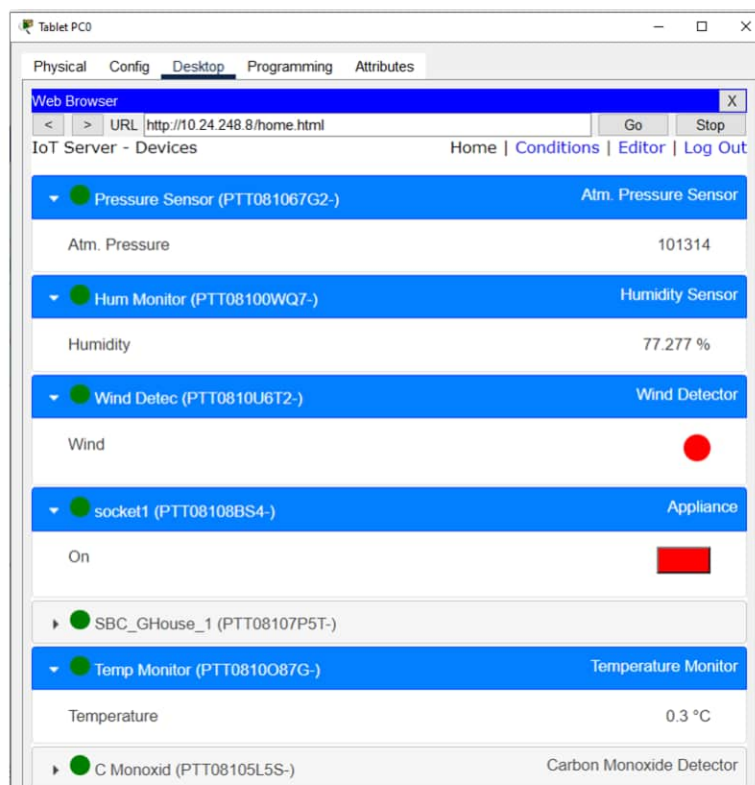 Tablet PC0
Physical Config Desktop Programming Attributes
Web Browser X
< > URL http://10.24.248.8/home.html Go Stop
IoT Server - Devices Home | Conditions | Editor | Log Out
Pressure Sensor (PTT081067G2-) Atm. Pressure Sensor
Atm. Pressure 101314
Hum Monitor (PTT08100WQ7-) Humidity Sensor
Humidity 77.277 %
Wind Detec (PTT0810U6T2-) Wind Detector
Wind
socket1 (PTT08108BS4-) Appliance
On
SBC_GHouse_1 (PTT08107P5T-)
Temp Monitor (PTT0810O87G-) Temperature Monitor
Temperature 0.3 °C
C Monoxid (PTT08105L5S-) Carbon Monoxide Detector